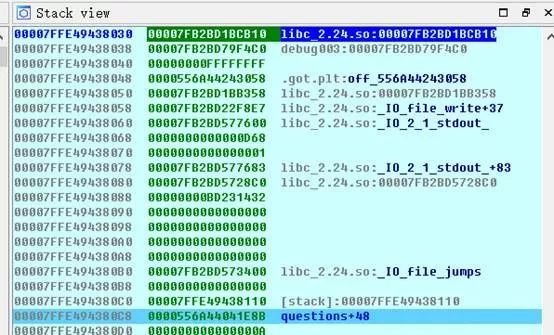 Stack view
00007FFE49438030 00007FB2BD1BCB10 libc_2.24.so:00007FB2BD1BCB10
00007FFE49438038 00007FB2BD79F4C0 debug003:00007FB2BD79F4C0
00007FFE49438040 00000000FFFFFFFF
00007FFE49438048 0000556A44243058 .got.plt:off_556A44243058
00007FFE49438050 00007FB2BD1BB358 libc_2.24.so:00007FB2BD1BB358
00007FFE49438058 00007FB2BD22F8E7 libc_2.24.so:_IO_file_write+37
00007FFE49438060 00007FB2BD577600 libc_2.24.so:_IO_2_1_stdout_
00007FFE49438068 0000000000000D68
00007FFE49438070 0000000000000001
00007FFE49438078 00007FB2BD577683 libc_2.24.so:_IO_2_1_stdout_+83
00007FFE49438080 00007FB2BD5728C0 libc_2.24.so:00007FB2BD5728C0
00007FFE49438088 00000000BD231432
00007FFE49438090 0000000000000000
00007FFE49438098 0000000000000000
00007FFE494380A0 0000000000000000
00007FFE494380A8 0000000000000000
00007FFE494380B0 00007FB2BD573400 libc_2.24.so:_IO_file_jumps
00007FFE494380B8 0000000000000000
00007FFE494380C0 00007FFE49438110 [stack]:00007FFE49438110
00007FFE494380C8 0000556A44041E8B questions+48
00007FFE494380D0 000000000000000A